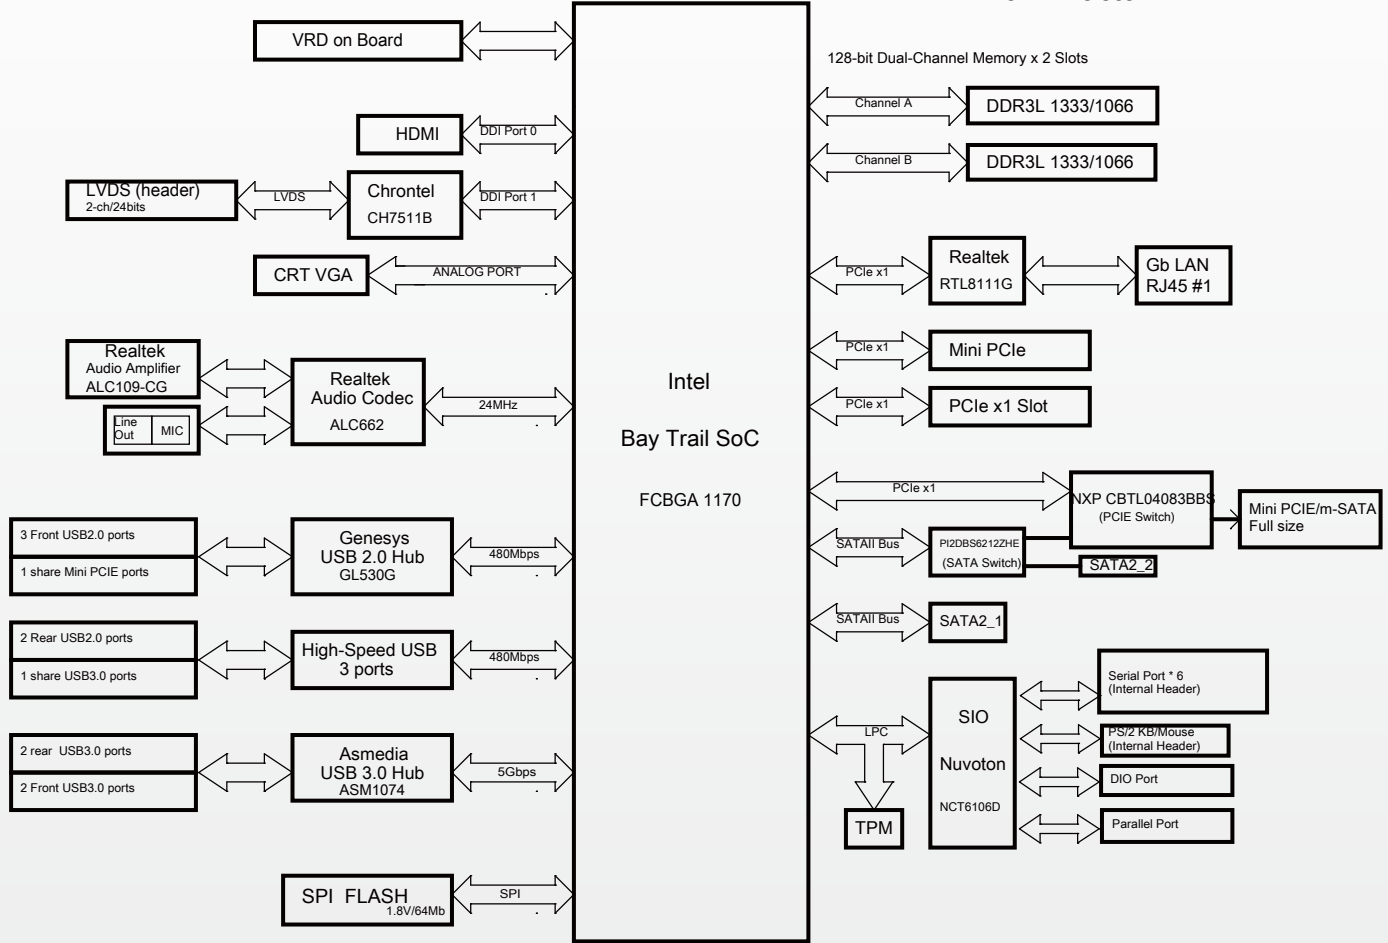 VRD on Board
128-bit Dual-Channel Memory x 2 Slots
Channel A
DDR3L 1333/1066
HDMI
DDI Port 0
Channel B
DDR3L 1333/1066
LVDS (header)
2-ch/24bits
LVDS
Chrontel
CH7511B
DDI Port 1
CRT VGA
ANALOG PORT
PCIe x1
Realtek
RTL8111G
Gb LAN
RJ45 #1
Realtek
Audio Amplifier
ALC109-CG
Line
Out
MIC
Realtek
Audio Codec
ALC662
24MHz
Intel
Bay Trail SoC
FCBGA 1170
PCIe x1
Mini PCIe
PCIe x1
PCIe x1 Slot
PCIe x1
NXP CBTL04083BBS
(PCIE Switch)
Mini PCIE/m-SATA
Full size
3 Front USB2.0 ports
1 share Mini PCIE ports
Genesys
USB 2.0 Hub
GL530G
480Mbps
SATAII Bus
PI2DBS6212ZHE
(SATA Switch)
SATA2_2
2 Rear USB2.0 ports
1 share USB3.0 ports
High-Speed USB
3 ports
480Mbps
SATAII Bus
SATA2_1
2 rear USB3.0 ports
2 Front USB3.0 ports
Asmedia
USB 3.0 Hub
ASM1074
5Gbps
LPC
TPM
SIO
Nuvoton
NCT6106D
Serial Port * 6
(Internal Header)
PS/2 KB/Mouse
(Internal Header)
DIO Port
Parallel Port
SPI FLASH
1.8V/64Mb
SPI